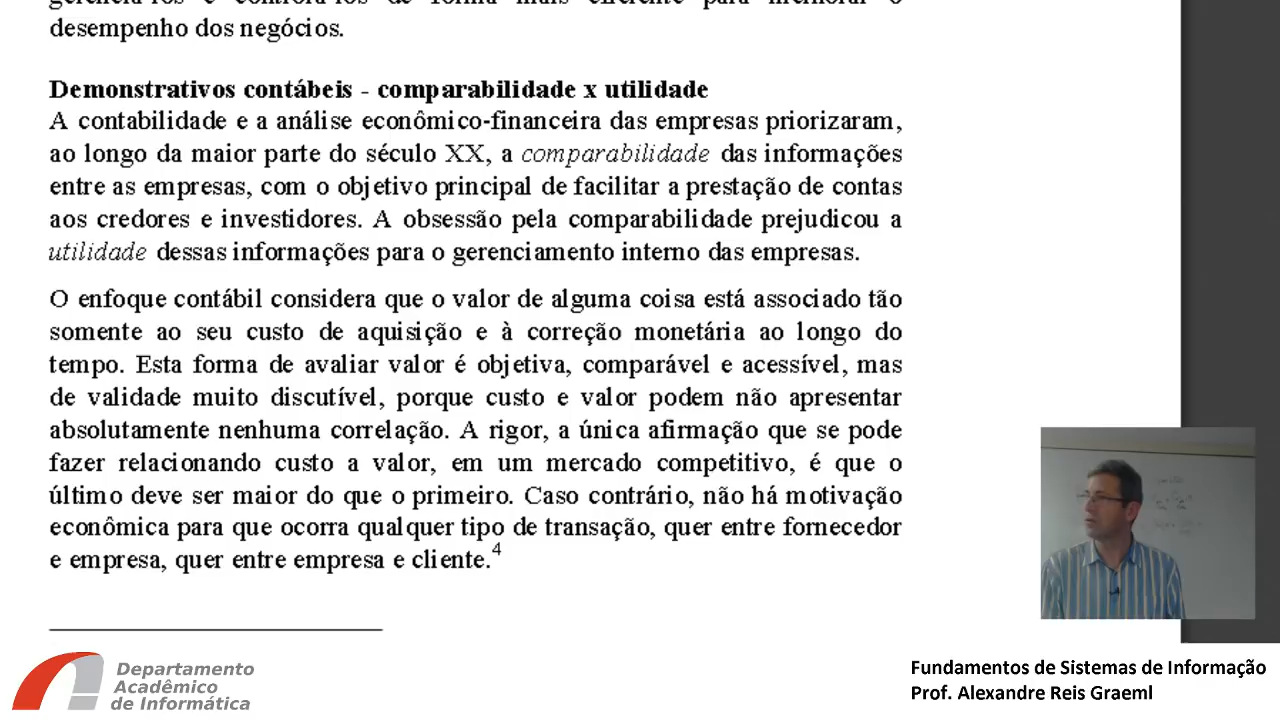 desempenho dos negócios.
Demonstrativos contábeis - comparabilidade x utilidade
A contabilidade e a análise econômico-financeira das empresas priorizaram,
ao longo da maior parte do século XX, a comparabilidade das informações
entre as empresas, com o objetivo principal de facilitar a prestação de contas
aos credores e investidores. A obsessão pela comparabilidade prejudicou a
utilidade dessas informações para o gerenciamento interno das empresas.
O enfoque contábil considera que o valor de alguma coisa está associado tão
somente ao seu custo de aquisição e à correção monetária ao longo do
tempo. Esta forma de avaliar valor é objetiva, comparável e acessível, mas
de validade muito discutível, porque custo e valor podem não apresentar
absolutamente nenhuma correlação. A rigor, a única afirmação que se pode
fazer relacionando custo a valor, em um mercado competitivo, é que o
último deve ser maior do que o primeiro. Caso contrário, não há motivação
econômica para que ocorra qualquer tipo de transação, quer entre fornecedor
e empresa, quer entre empresa e cliente.4
Departamento
Acadêmico
de Informática
Fundamentos de Sistemas de Informação
Prof. Alexandre Reis Graeml